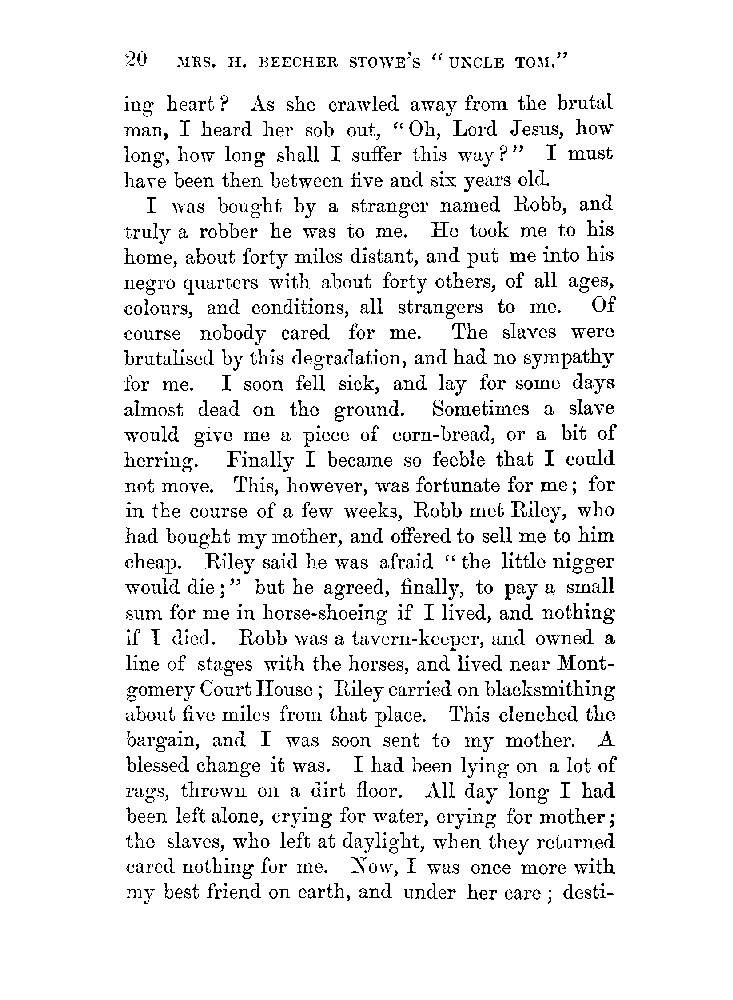 20 MRS. H. BEECHER STOWE'S "UNCLE TOM."
ing heart? As she crawled away from the brutal
man, I heard her sob out, "Oh, Lord Jesus, how
long, how long shall I suffer this way?" I must
have been then between five and six years old.
I was bought by a stranger named Robb, and
truly a robber he was to me. He took me to his
home, about forty miles distant, and put me into his
negro quarters with about forty others, of all ages,
colours, and conditions, all strangers to me. Of
course nobody cared for me. The slaves were
brutalised by this degradation, and had no sympathy
for me. I soon fell sick, and lay for some days
almost dead on the ground. Sometimes a slave
would give me a piece of corn-bread, or a bit of
herring. Finally I became so feeble that I could
not move. This, however, was fortunate for me; for
in the course of a few weeks, Robb met Riley, who
had bought my mother, and offered to sell me to him
cheap. Riley said he was afraid "the little nigger
would die;" but he agreed, finally, to pay a small
sum for me in horse-shoeing if I lived, and nothing
if I died. Robb was a tavern-keeper, and owned a
line of stages with the horses, and lived near Mont-
gomery Court House; Riley carried on blacksmithing
about five miles from that place. This clenched the
bargain, and I was soon sent to my mother. A
blessed change it was. I had been lying on a lot of
rags, thrown on a dirt floor. All day long I had
been left alone, crying for water, crying for mother;
the slaves, who left at daylight, when they returned
cared nothing for me. Now, I was once more with
my best friend on earth, and under her care; desti-